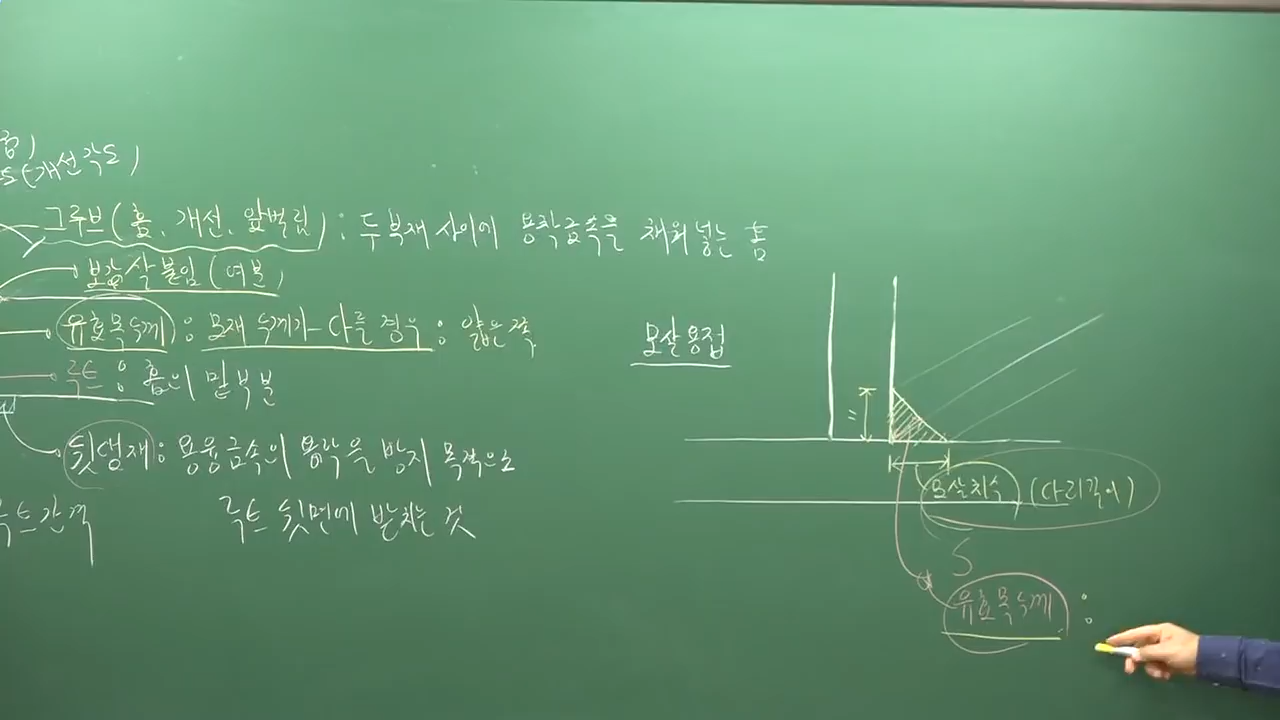 (개선각도)
그루브(홈, 개선, 앞벌림) : 두 부재 사이에 용착금속을 채워넣는 홈
보강살붙임(여분)
유효목두께 : 모재 두께가 다를 경우 : 얇은쪽
루트 : 홈의 밑부분
뒷댐재 : 용융금속의 용락을 방지 목적으로
루트간격
루트 뒷면에 받치는 것
모살용접
=
모살치수 (다리길이)
S
유효목두께 :